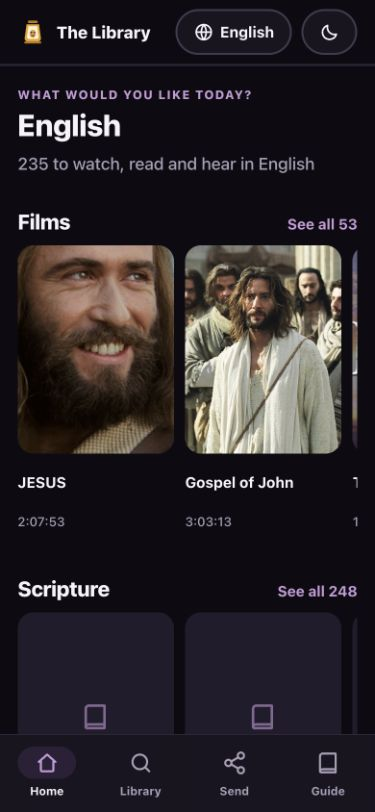 The Library
English
WHAT WOULD YOU LIKE TODAY?
English
235 to watch, read and hear in English
Films
See all 53
JESUS
Gospel of John
2:07:53
3:03:13
Scripture
See all 248
Home
Library
Send
Guide